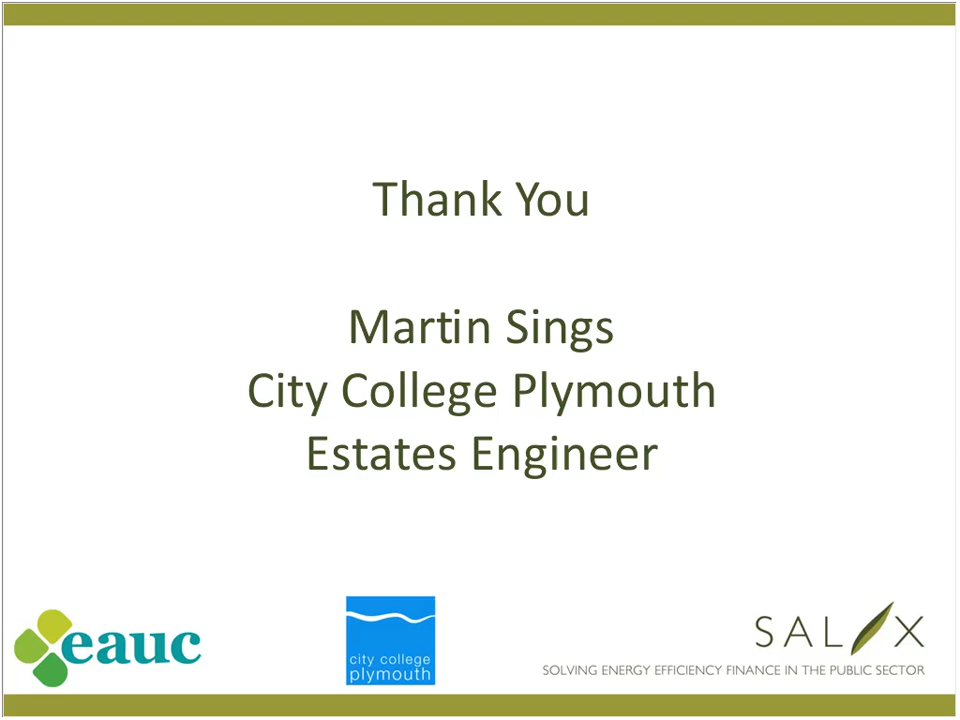 Thank You
Martin Sings
City College Plymouth
Estates Engineer
eauc
city college
plymouth
SALIX
SOLVING ENERGY EFFICIENCY FINANCE IN THE PUBLIC SECTOR